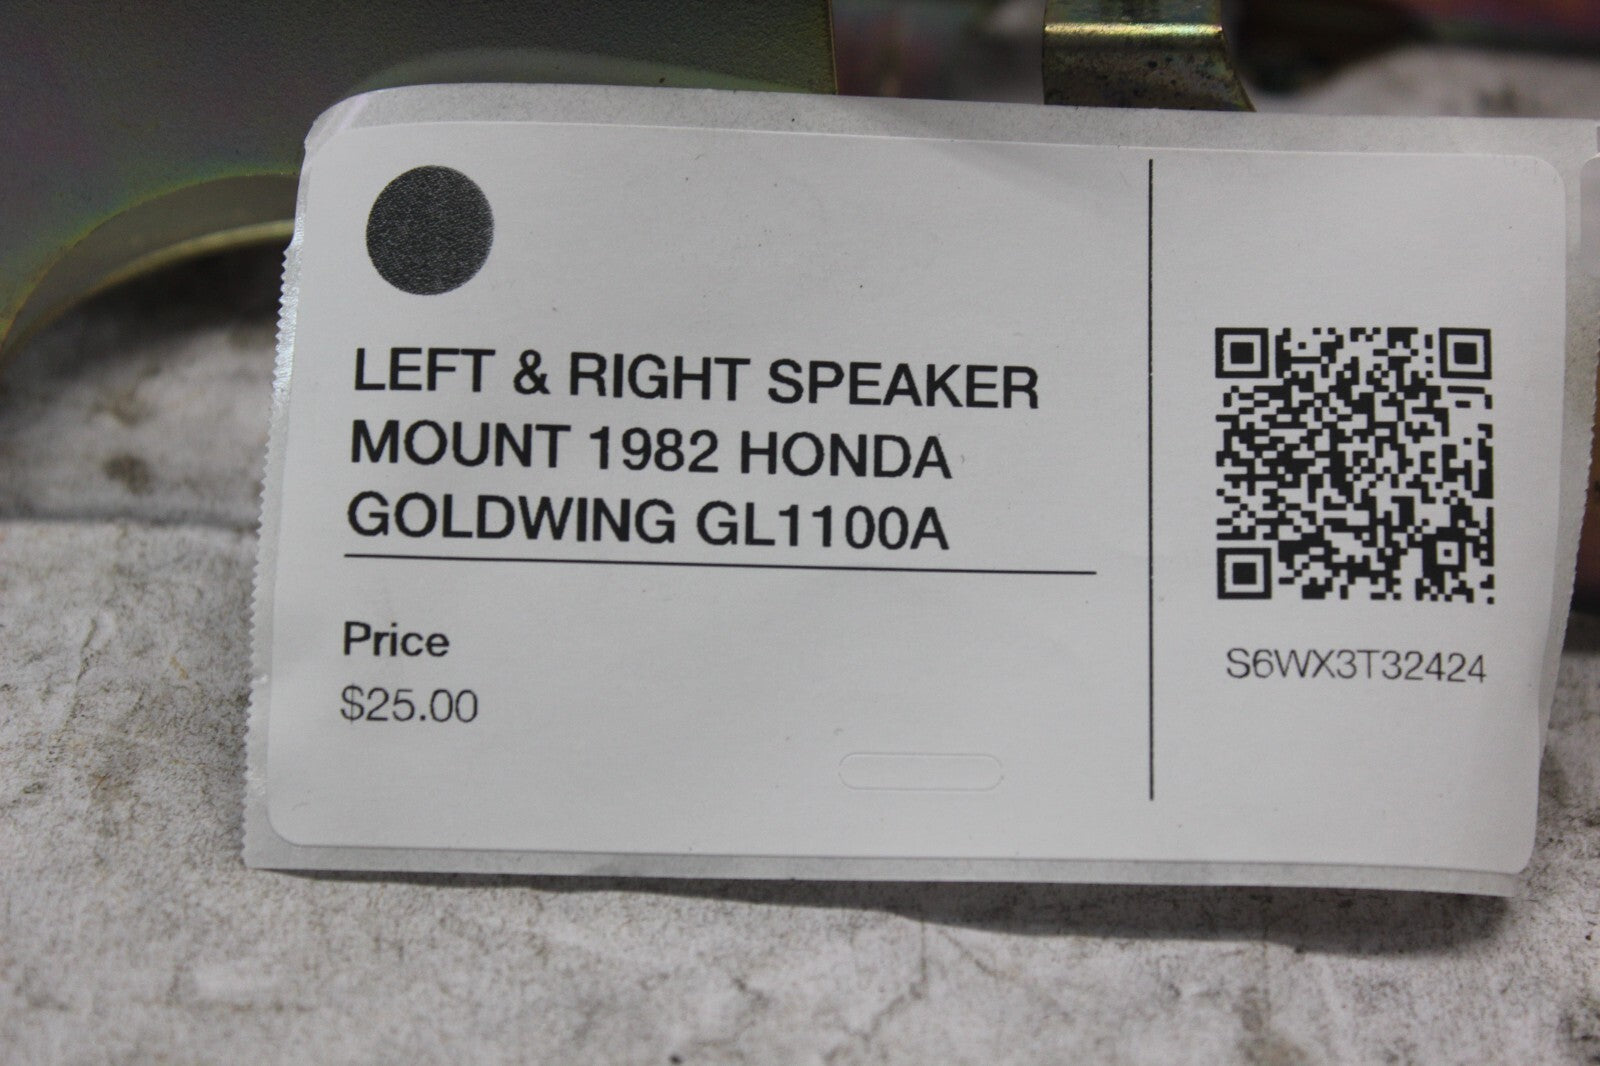 LEFT & RIGHT SPEAKER
MOUNT 1982 HONDA
GOLDWING GL1100A
Price
$25.00
S6WX3T32424